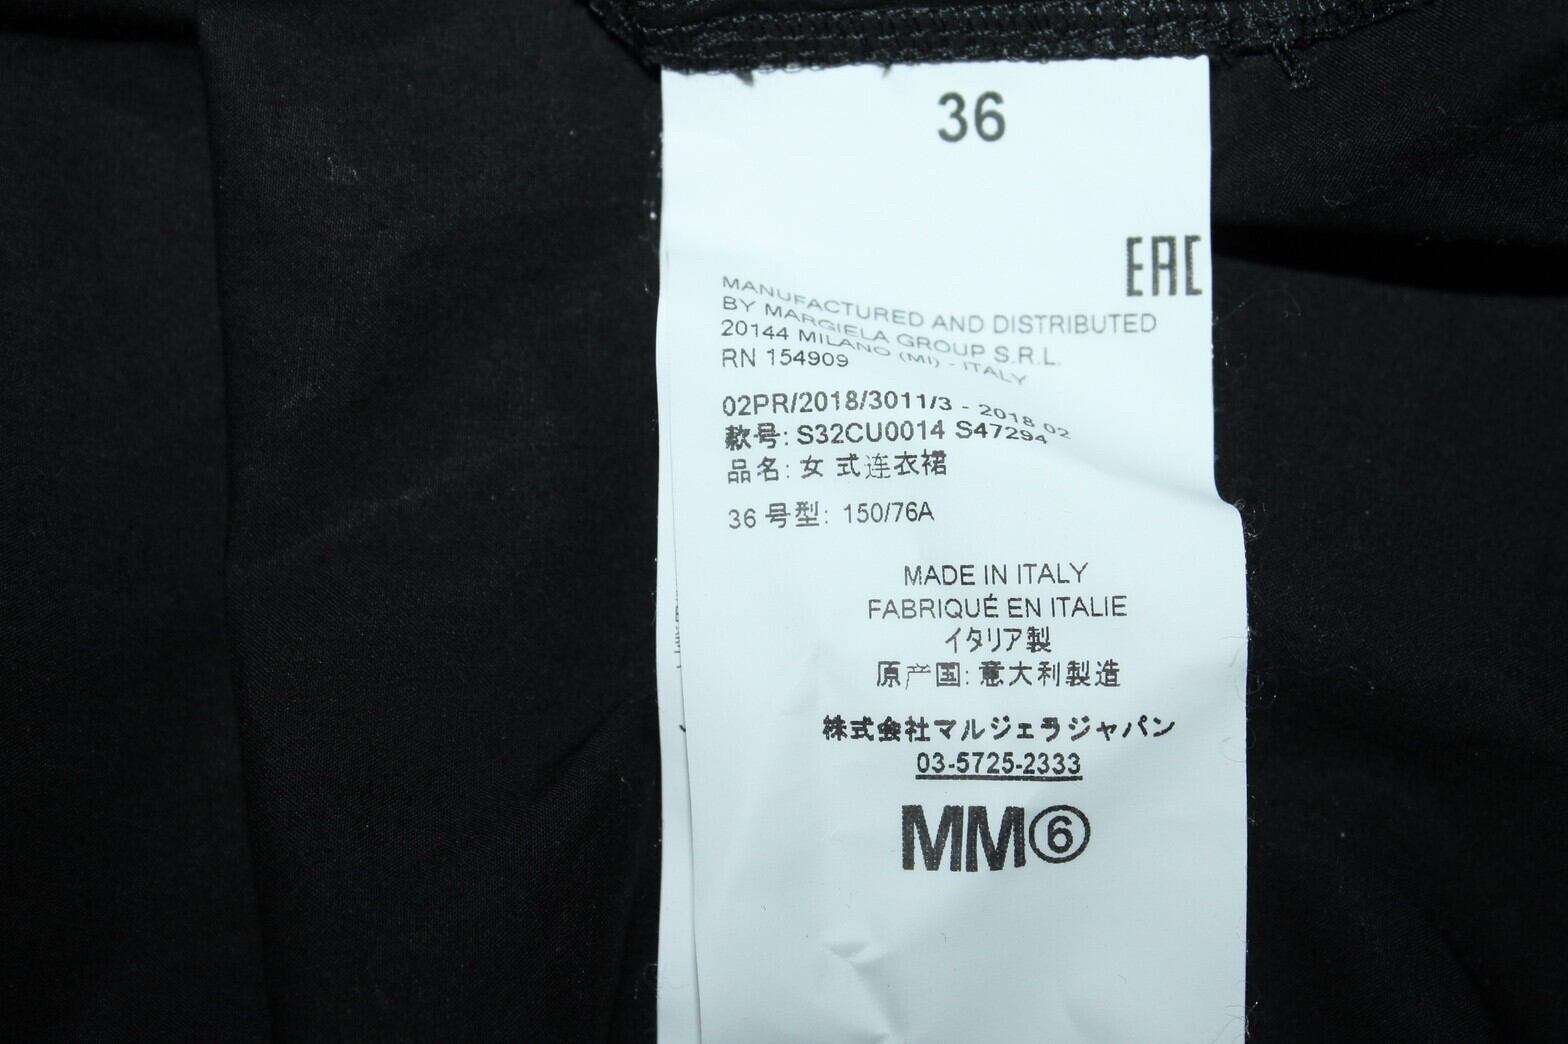 36
EAC
MANUFACTURED AND DISTRIBUTED
BY MARGIELA GROUP S.R.L.
20144 MILANO (MI) - ITALY
RN 154909
02PR/2018/3011/3 - 2018 02
款号: S32CU0014 S47294
品名: 女 式连衣裙
36 号型: 150/76A
MADE IN ITALY
FABRIQUÉ EN ITALIE
イタリア製
原产国: 意大利製造
株式会社マルジェラジャパン
03-5725-2333
MM⑥